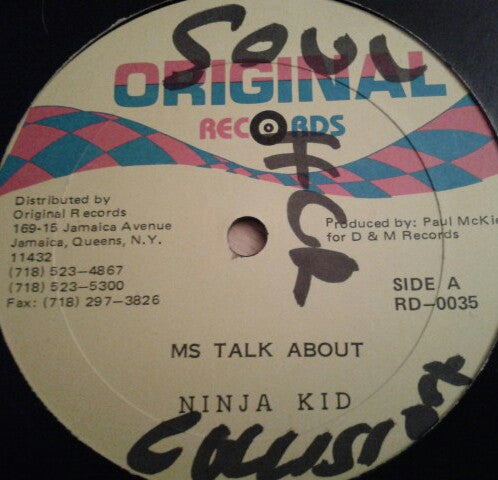 SOUL
ORIGINAL
RECORDS
Distributed by
Original Records
169-15 Jamaica Avenue
Jamaica, Queens, N.Y.
11432
(718) 523-4867
(718) 523-5300
Fax: (718) 297-3826
Produced by: Paul McKie
for D & M Records
SIDE A
RD-0035
MS TALK ABOUT
NINJA KID